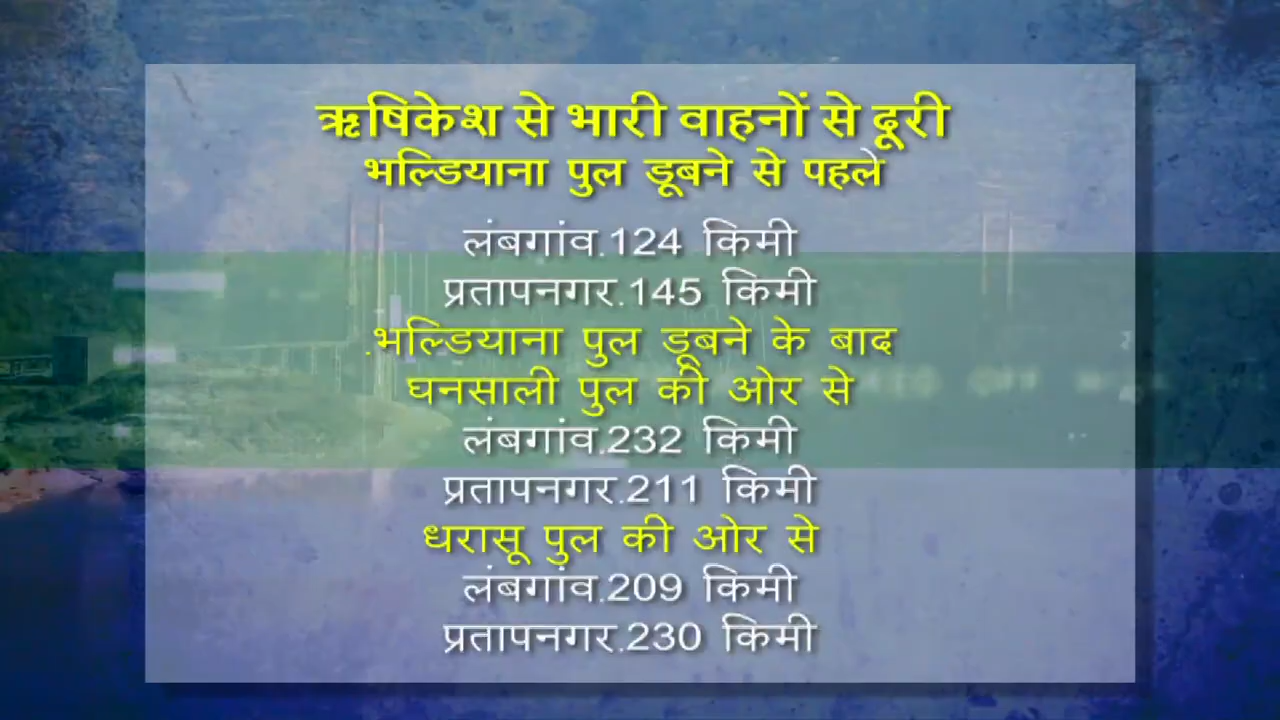 ऋषिकेश से भारी वाहनों से दूरी
भल्डियाना पुल डूबने से पहले
लंबगांव.124 किमी
प्रतापनगर.145 किमी
.भल्डियाना पुल डूबने के बाद
घनसाली पुल की ओर से
लंबगांव.232 किमी
प्रतापनगर.211 किमी
धरासू पुल की ओर से
लंबगांव.209 किमी
प्रतापनगर.230 किमी